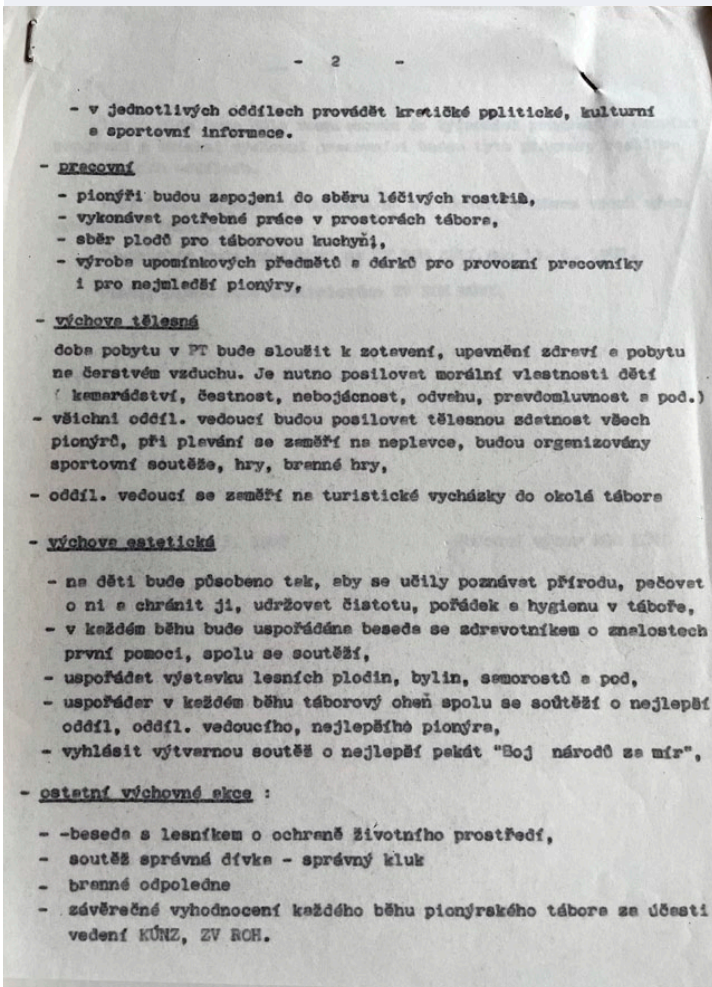 - 2 -
- v jednotlivých oddílech provádět kratičké pplitické, kulturní
a sportovní informace.
- pracovní
- pionýři budou zapojeni do sběru léčivých rostlin,
- vykonávat potřebné práce v prostorách tábora,
- sběr plodů pro táborovou kuchyňi,
- výroba upomínkových předmětů a dárků pro provozní pracovníky
i pro nejmladší pionýry,
- výchova tělesná
doba pobytu v PT bude sloužit k zotavení, upevnění zdraví a pobytu
na čerstvém vzduchu. Je nutno posilovat morální vlastnosti dětí
( kamarádství, čestnost, nebojácnost, odvahu, pravdomluvnost a pod.)
- všichni oddíl. vedoucí budou posilovat tělesnou zdatnost všech
pionýrů, při plavání se zaměří na neplavce, budou organizovány
sportovní soutěže, hry, branné hry,
- oddíl. vedoucí se zaměří na turistické vycházky do okolí tábora
- výchova estetická
- na děti bude působeno tak, aby se učily poznávat přírodu, pečovat
o ni a chránit ji, udržovat čistotu, pořádek a hygienu v táboře,
- v každém běhu bude uspořádána beseda se zdravotníkem o znalostech
první pomoci, spolu se soutěží,
- uspořádat výstavku lesních plodin, bylin, samorostů a pod,
- uspořáder v každém běhu táborový oheň spolu se soůtěží o nejlepší
oddíl, oddíl. vedoucího, nejlepšího pionýra,
- vyhlásit výtvarnou soutěž o nejlepší pakát "Boj národů za mír",
- ostatní výchovné akce :
- -beseda s lesníkem o ochraně životního prostředí,
- soutěž správná dívka - správný kluk
- branné odpoledne
- závěrečné vyhodnocení každého běhu pionýrského tábora za účasti
vedení KÚNZ, ZV ROH.